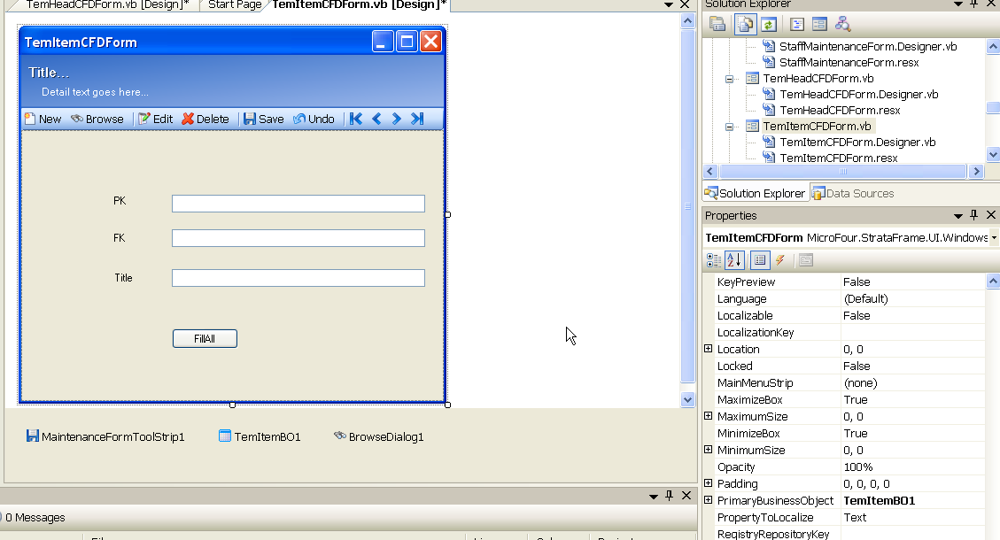 TemHeadCFDForm.vb [Design]* Start Page TemItemCFDForm.vb [Design]*
TemItemCFDForm
Title...
Detail text goes here...
New Browse Edit Delete Save Undo
PK
FK
Title
FillAll
MaintenanceFormToolStrip1 TemItemBO1 BrowseDialog1
0 Messages
Solution Explorer
StaffMaintenanceForm.Designer.vb
StaffMaintenanceForm.resx
TemHeadCFDForm.vb
TemHeadCFDForm.Designer.vb
TemHeadCFDForm.resx
TemItemCFDForm.vb
TemItemCFDForm.Designer.vb
TemItemCFDForm.resx
Solution Explorer Data Sources
Properties
TemItemCFDForm MicroFour.StrataFrame.UI.Windows
KeyPreview False
Language (Default)
Localizable False
LocalizationKey
Location 0, 0
Locked False
MainMenuStrip (none)
MaximizeBox True
MaximumSize 0, 0
MinimizeBox True
MinimumSize 0, 0
Opacity 100%
Padding 0, 0, 0, 0
PrimaryBusinessObject TemItemBO1
PropertyToLocalize Text
RegistryRepositoryKey